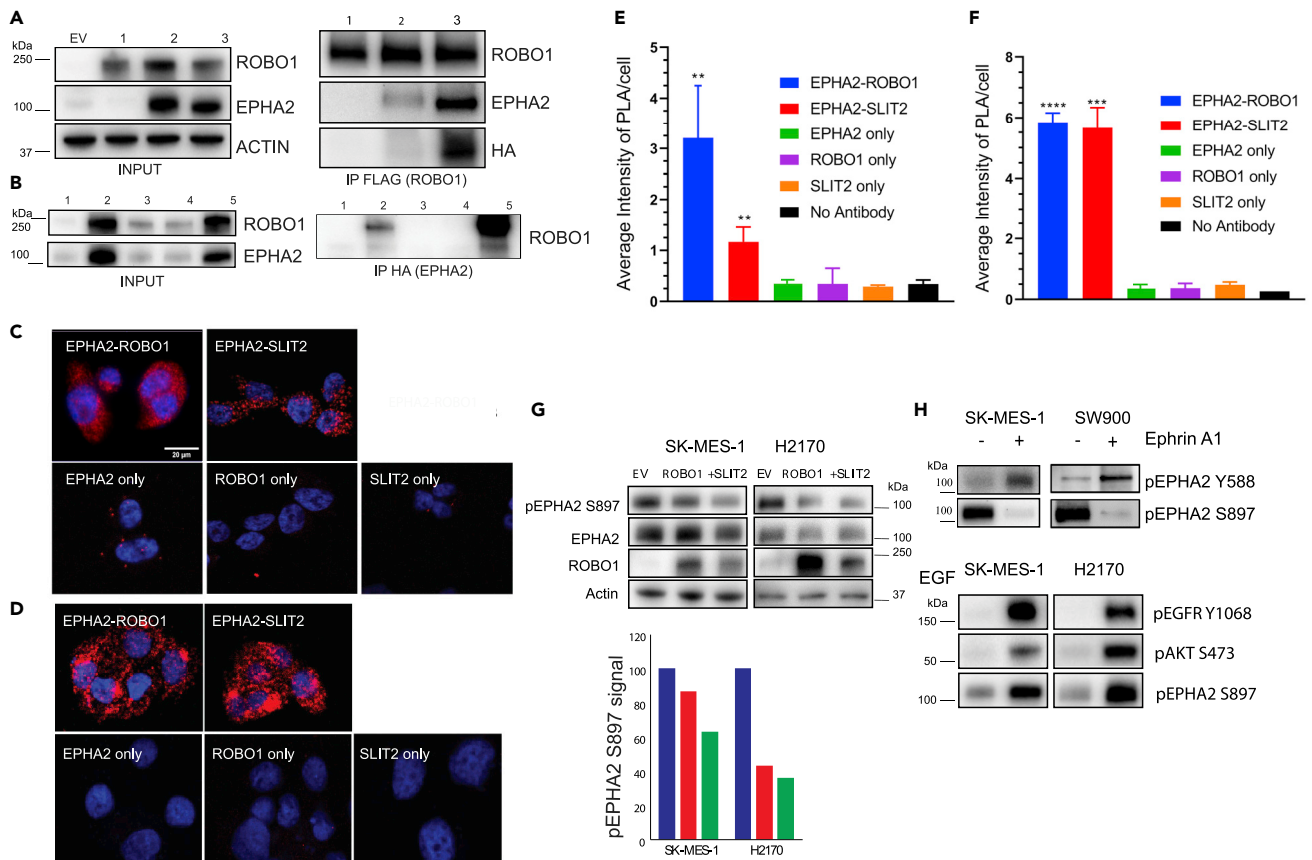 A
kDa
EV 1 2 3
250
ROBO1
100
EPHA2
37
ACTIN
INPUT
1 2 3
ROBO1
EPHA2
HA
IP FLAG (ROBO1)
B
kDa
1 2 3 4 5
250
ROBO1
100
EPHA2
INPUT
1 2 3 4 5
ROBO1
IP HA (EPHA2)
C
EPHA2-ROBO1
EPHA2-SLIT2
20 µm
EPHA2 only
ROBO1 only
SLIT2 only
D
EPHA2-ROBO1
EPHA2-SLIT2
EPHA2 only
ROBO1 only
SLIT2 only
E
Average Intensity of PLA/cell
5
4
3
2
1
0
**
**
EPHA2-ROBO1
EPHA2-SLIT2
EPHA2 only
ROBO1 only
SLIT2 only
No Antibody
F
Average Intensity of PLA/cell
8
6
4
2
0
****
***
EPHA2-ROBO1
EPHA2-SLIT2
EPHA2 only
ROBO1 only
SLIT2 only
No Antibody
G
SK-MES-1 H2170
EV ROBO1 +SLIT2 EV ROBO1 +SLIT2
kDa
pEPHA2 S897
100
EPHA2
100
250
ROBO1
Actin
37
pEPHA2 S897 signal
120
100
80
60
40
20
0
SK-MES-1 H2170
H
SK-MES-1 SW900
- + - + Ephrin A1
kDa
100
pEPHA2 Y588
100
pEPHA2 S897
EGF
SK-MES-1 H2170
kDa
150
pEGFR Y1068
50
pAKT S473
100
pEPHA2 S897